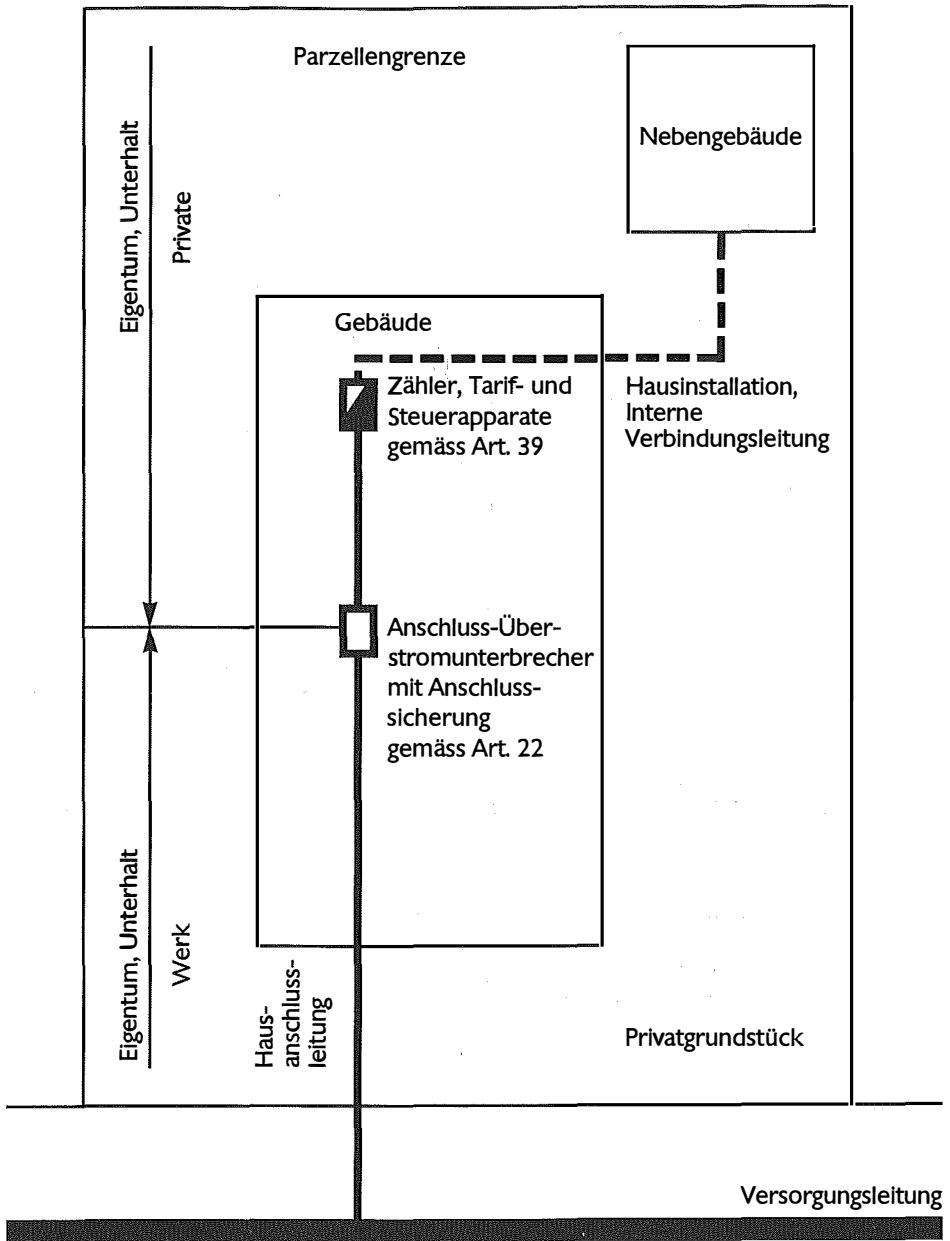 Parzellengrenze
Nebengebäude
Eigentum, Unterhalt
Private
Gebäude
Zähler, Tarif- und
Steuerapparate
gemäss Art. 39
Hausinstallation,
Interne
Verbindungsleitung
Anschluss-Über-
stromunterbrecher
mit Anschluss-
sicherung
gemäss Art. 22
Eigentum, Unterhalt
Werk
Haus-
anschluss-
leitung
Privatgrundstück
Versorgungsleitung